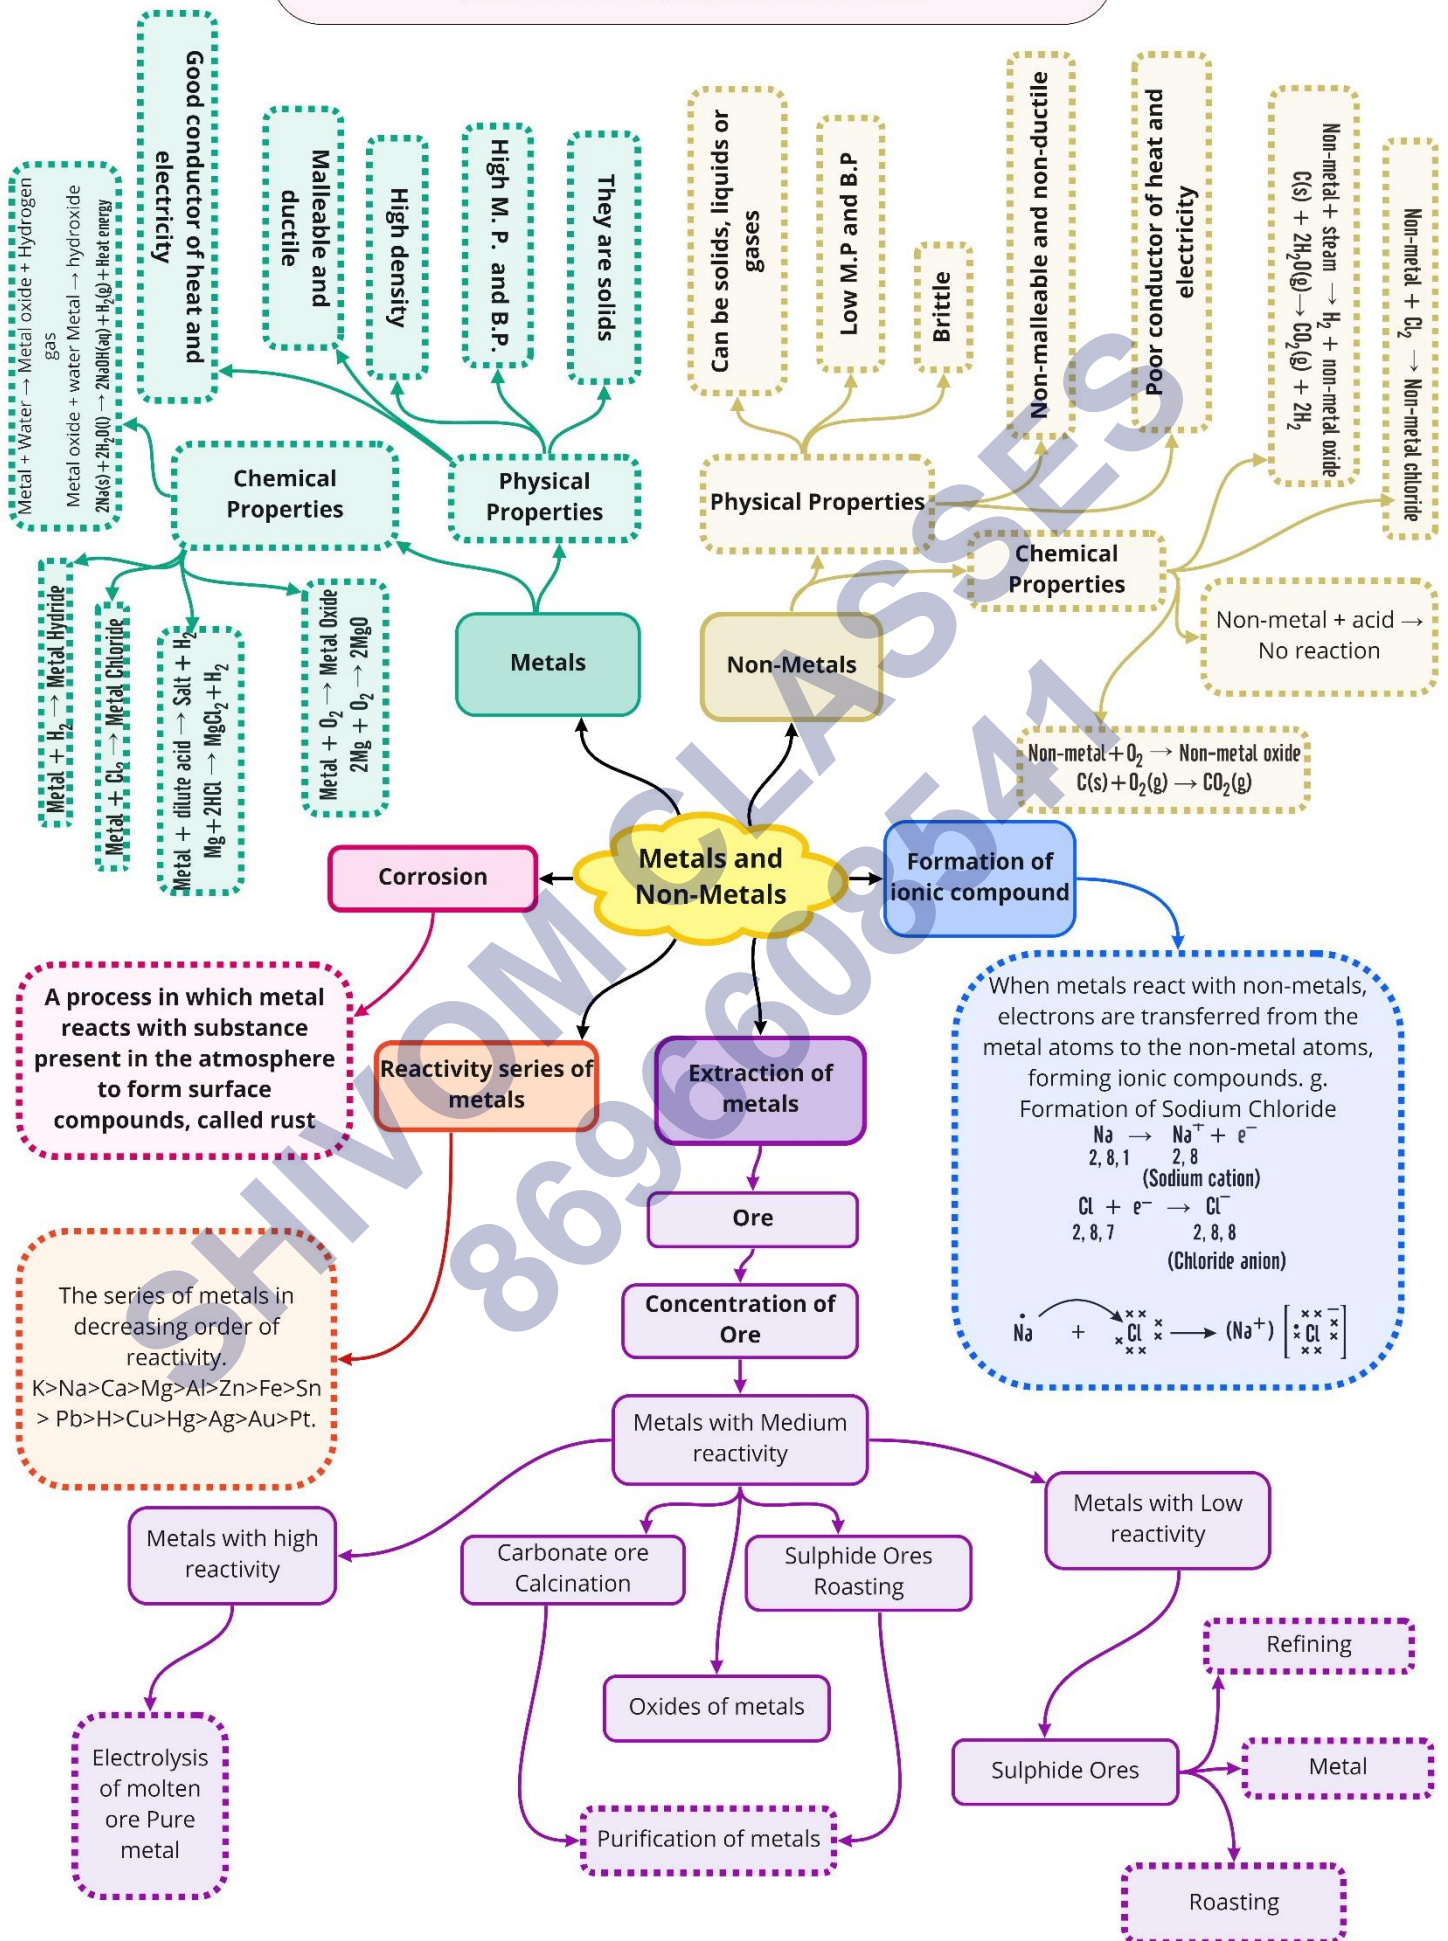 Good conductor of heat and
electricity
Malleable and
ductile
High density
High M. P. and B.P.
They are solids
Can be solids, liquids or
gases
Low M.P and B.P
Brittle
Non-malleable and non-ductile
Poor conductor of heat and
electricity
Non-metal + steam → H₂ + non-metal oxide
C(s) + 2H₂O(g) → CO₂(g) + 2H₂
Non-metal + Cl₂ → Non-metal chloride
Metal + Water → Metal oxide + Hydrogen
gas
Metal oxide + water Metal → hydroxide
2Na(s) + 2H₂O(l) → 2NaOH(aq) + H₂(g) + Heat energy
Chemical
Properties
Physical
Properties
Physical Properties
Chemical
Properties
Metal + H₂ → Metal Hydride
Metal + Cl₂ → Metal Chloride
Metal + dilute acid → Salt + H₂
Mg + 2HCl → MgCl₂ + H₂
Metal + O₂ → Metal Oxide
2Mg + O₂ → 2MgO
Metals
Non-Metals
Non-metal + acid →
No reaction
Non-metal + O₂ → Non-metal oxide
C(s) + O₂(g) → CO₂(g)
Metals and
Non-Metals
Corrosion
Formation of
ionic compound
A process in which metal
reacts with substance
present in the atmosphere
to form surface
compounds, called rust
Reactivity series of
metals
Extraction of
metals
When metals react with non-metals,
electrons are transferred from the
metal atoms to the non-metal atoms,
forming ionic compounds. g.
Formation of Sodium Chloride
Na → Na⁺ + e⁻
2, 8, 1 2, 8
(Sodium cation)
Cl + e⁻ → Cl⁻
2, 8, 7 2, 8, 8
(Chloride anion)
Na + Cl → (Na⁺) [Cl]⁻
Ore
Concentration of
Ore
The series of metals in
decreasing order of
reactivity.
K>Na>Ca>Mg>Al>Zn>Fe>Sn
> Pb>H>Cu>Hg>Ag>Au>Pt.
Metals with Medium
reactivity
Metals with high
reactivity
Carbonate ore
Calcination
Sulphide Ores
Roasting
Metals with Low
reactivity
Oxides of metals
Electrolysis
of molten
ore Pure
metal
Purification of metals
Sulphide Ores
Refining
Metal
Roasting
SHIVOM CLASSES
8696608541